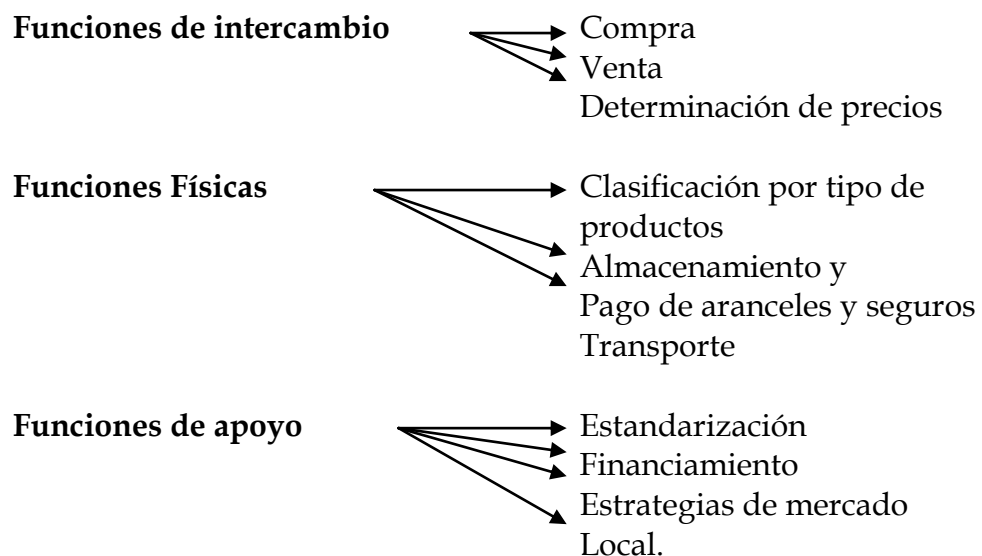 Funciones de intercambio Compra
Venta
Determinación de precios
Funciones Físicas Clasificación por tipo de
productos
Almacenamiento y
Pago de aranceles y seguros
Transporte
Funciones de apoyo Estandarización
Financiamiento
Estrategias de mercado
Local.